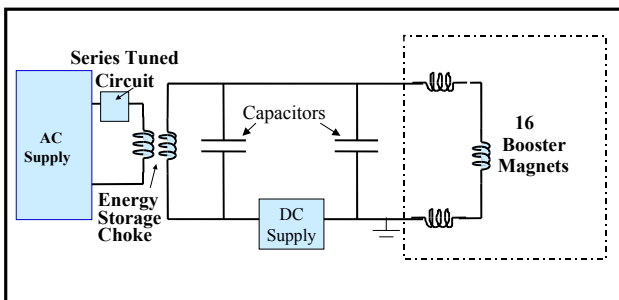 Series Tuned
Circuit
AC
Supply
Energy
Storage
Choke
Capacitors
DC
Supply
16
Booster
Magnets